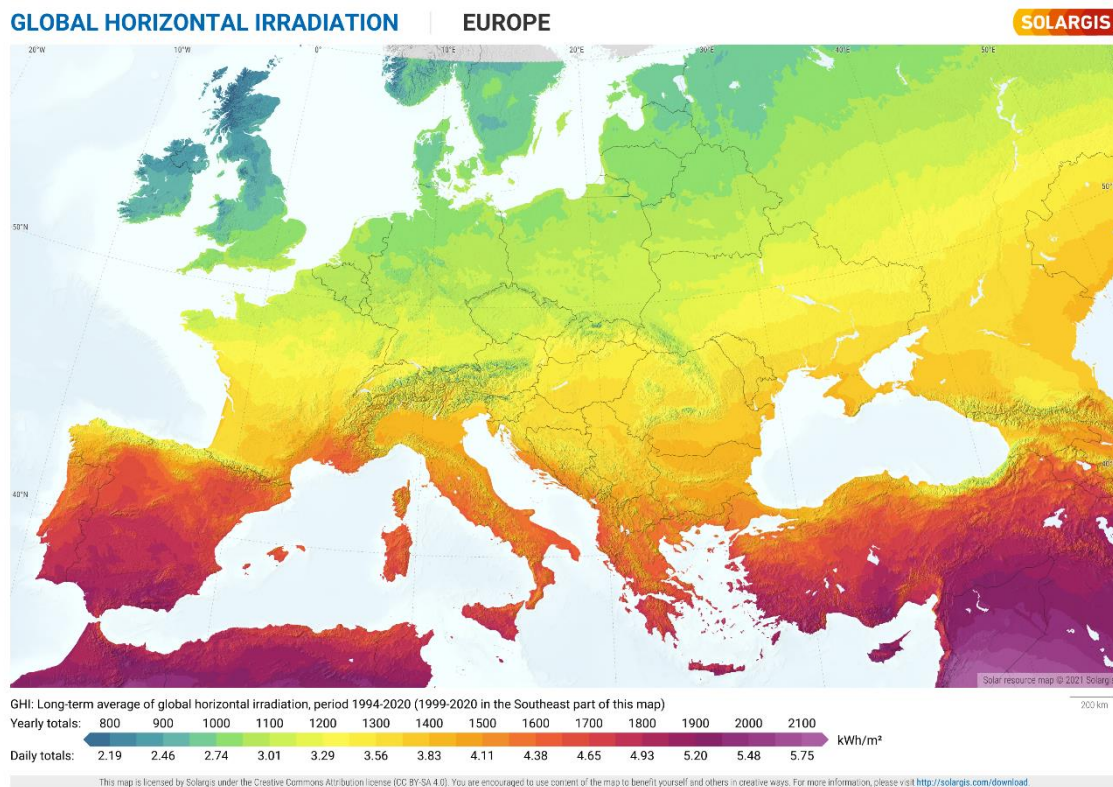 GLOBAL HORIZONTAL IRRADIATION EUROPE
SOLARGIS
20°W 10°W 0° 10°E 20°E 30°E 40°E 50°E
50°N 50°
40°N 40°
Solar resource map © 2021 Solargis
GHI: Long-term average of global horizontal irradiation, period 1994-2020 (1999-2020 in the Southeast part of this map)
200 km
Yearly totals: 800 900 1000 1100 1200 1300 1400 1500 1600 1700 1800 1900 2000 2100
kWh/m²
Daily totals: 2.19 2.46 2.74 3.01 3.29 3.56 3.83 4.11 4.38 4.65 4.93 5.20 5.48 5.75
This map is licensed by Solargis under the Creative Commons Attribution license (CC BY-SA 4.0). You are encouraged to use content of the map to benefit yourself and others in creative ways. For more information, please visit http://solargis.com/download.